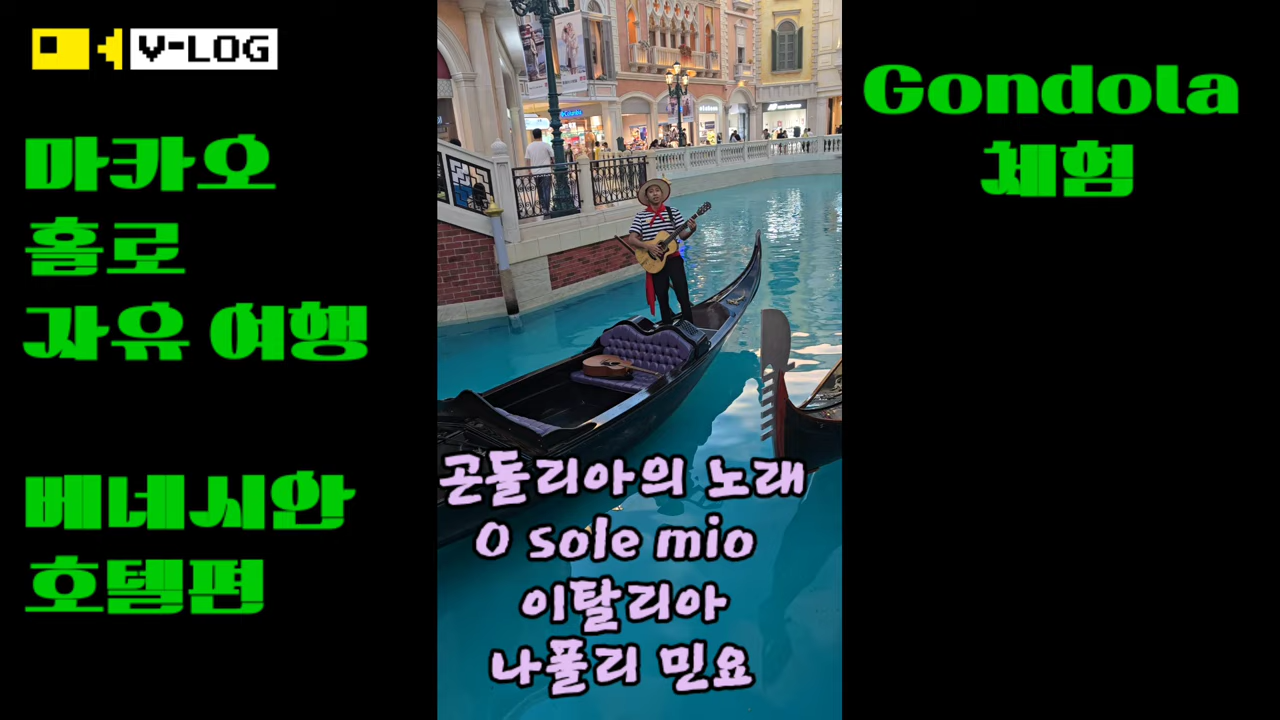 V-LOG
마카오
홀로
자유 여행
베네시안
호텔편
Gondola
체험
Columbia
곤돌리아의 노래
O sole mio
이탈리아
나폴리 민요